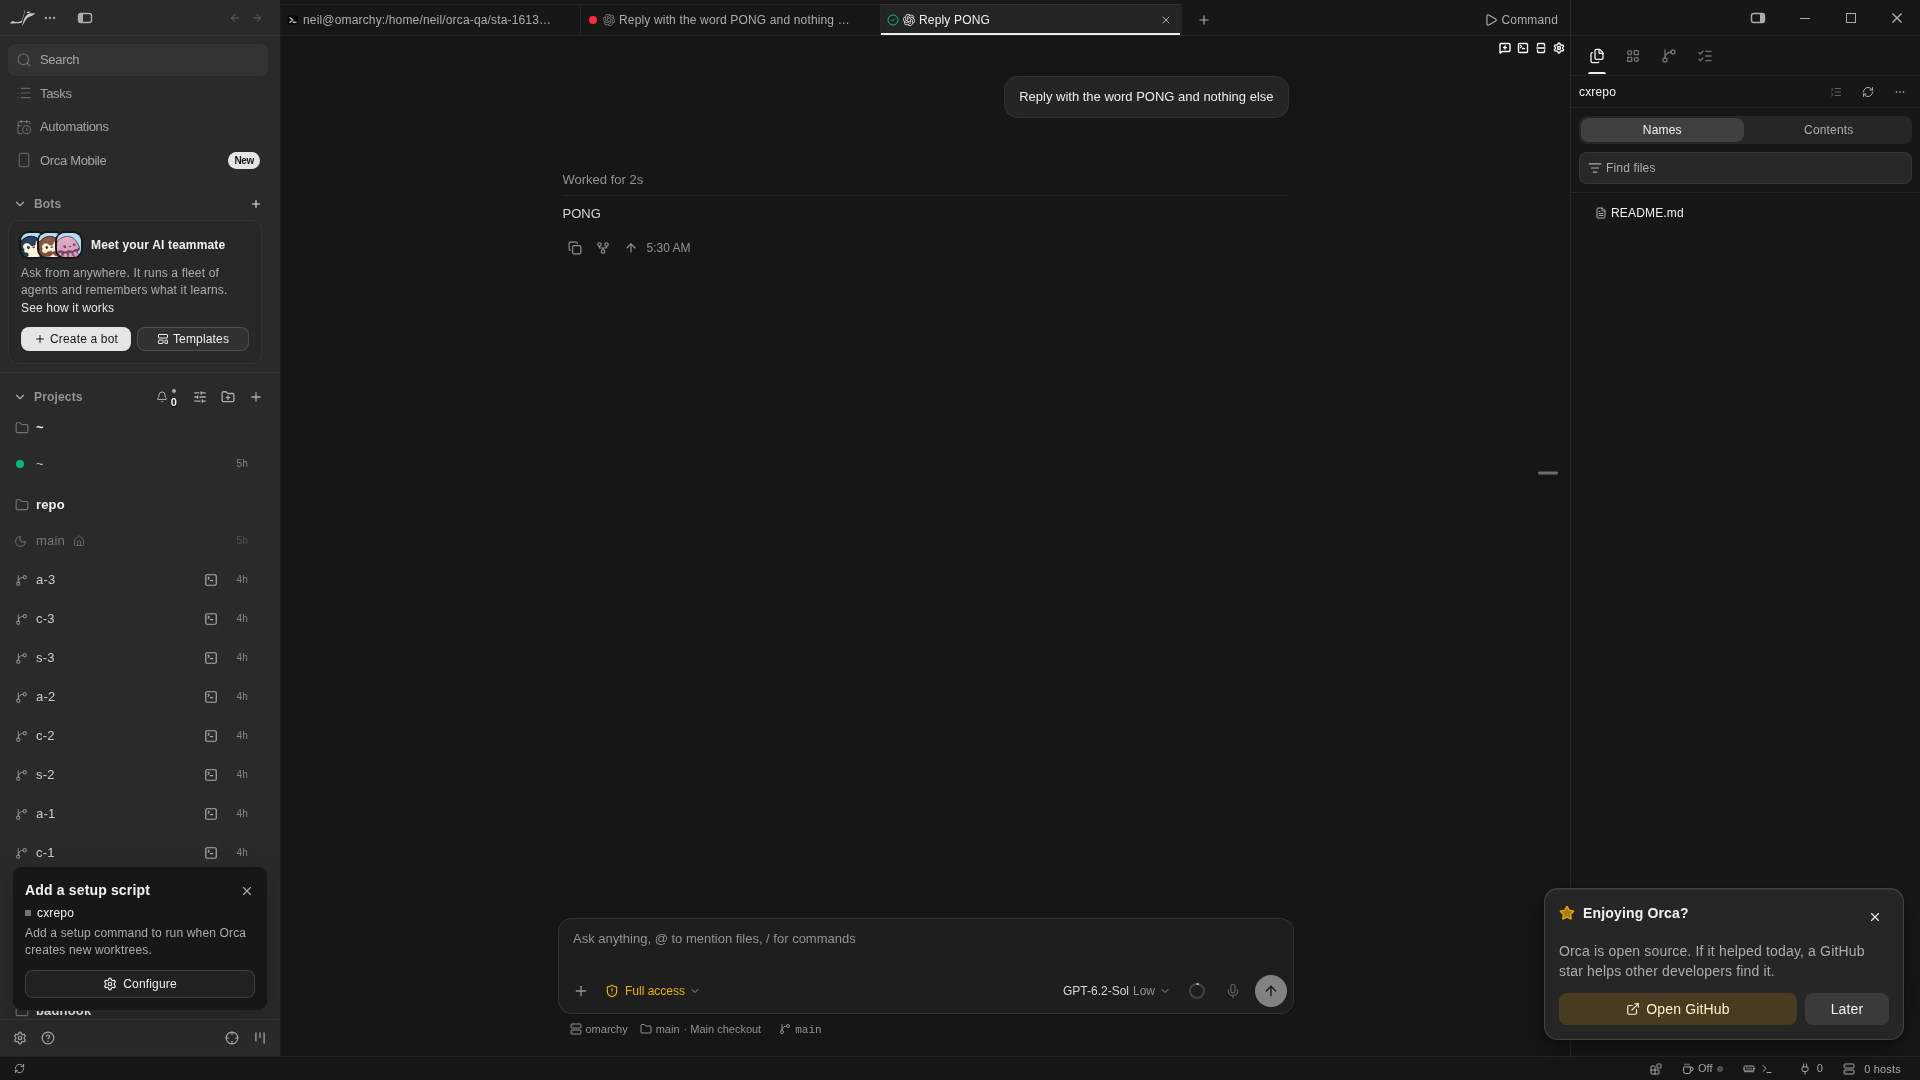 neil@omarchy:/home/neil/orca-qa/sta-1613...
Reply with the word PONG and nothing ...
Reply PONG
Command
Search
Tasks
Automations
Orca Mobile
New
Bots
Meet your AI teammate
Ask from anywhere. It runs a fleet of
agents and remembers what it learns.
See how it works
Create a bot
Templates
Projects
0
~
~
5h
repo
main
5h
a-3
4h
c-3
4h
s-3
4h
a-2
4h
c-2
4h
s-2
4h
a-1
4h
c-1
4h
Add a setup script
cxrepo
Add a setup command to run when Orca
creates new worktrees.
Configure
badhook
Reply with the word PONG and nothing else
Worked for 2s
PONG
5:30 AM
Ask anything, @ to mention files, / for commands
Full access
GPT-6.2-Sol Low
omarchy
main · Main checkout
main
cxrepo
Names
Contents
Find files
README.md
Enjoying Orca?
Orca is open source. If it helped today, a GitHub
star helps other developers find it.
Open GitHub
Later
Off
0
0 hosts